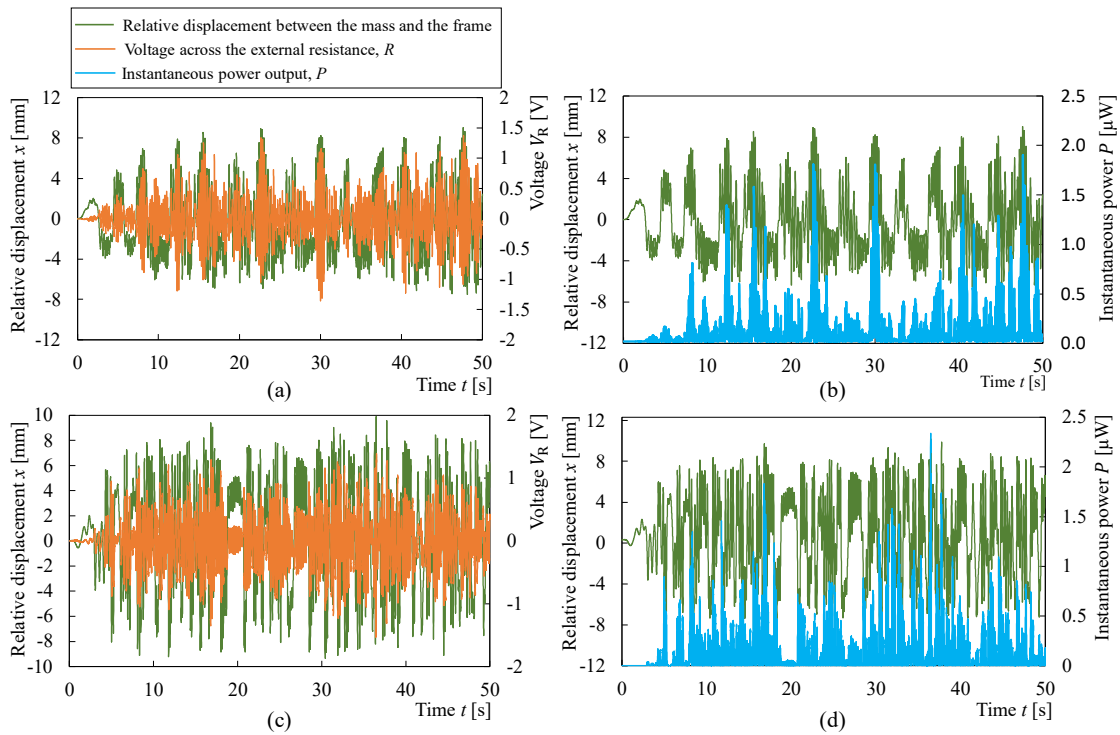 Relative displacement between the mass and the frame
Voltage across the external resistance, R
Instantaneous power output, P
Relative displacement x [mm]
12
8
4
0
-4
-8
-12
2
1.5
1
0.5
0
-0.5
-1
-1.5
-2
Voltage V_R [V]
0 10 20 30 40 50
Time t [s]
(a)
Relative displacement x [mm]
12
8
4
0
-4
-8
-12
2.5
2.0
1.5
1.0
0.5
0.0
Instantaneous power P [µW]
0 10 20 30 40 50
Time t [s]
(b)
Relative displacement x [mm]
10
8
6
4
2
0
-2
-4
-6
-8
-10
2
1
0
-1
-2
Voltage V_R [V]
0 10 20 30 40 50
Time t [s]
(c)
Relative displacement x [mm]
12
8
4
0
-4
-8
-12
2.5
2
1.5
1
0.5
0
Instantaneous power P [µW]
0 10 20 30 40 50
Time t [s]
(d)